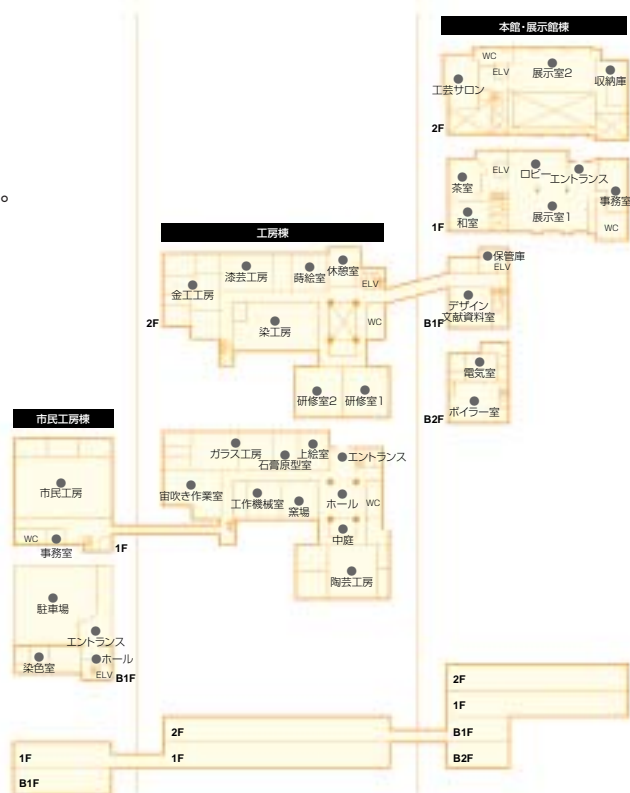 。
本館・展示館棟
WC
ELV
展示室2
収納庫
工芸サロン
2F
ELV
ロビー
エントランス
茶室
事務室
和室
展示室1
1F
WC
保管庫
ELV
デザイン
文献資料室
B1F
電気室
ボイラー室
B2F
工房棟
漆芸工房
蒔絵室
休憩室
ELV
金工工房
染工房
WC
2F
研修室2
研修室1
ガラス工房
上絵室
エントランス
石膏原型室
宙吹き作業室
工作機械室
窯場
ホール
WC
中庭
陶芸工房
市民工房棟
市民工房
WC
事務室
1F
駐車場
エントランス
染色室
ホール
ELV
B1F
2F
1F
B1F
B2F
2F
1F
1F
B1F